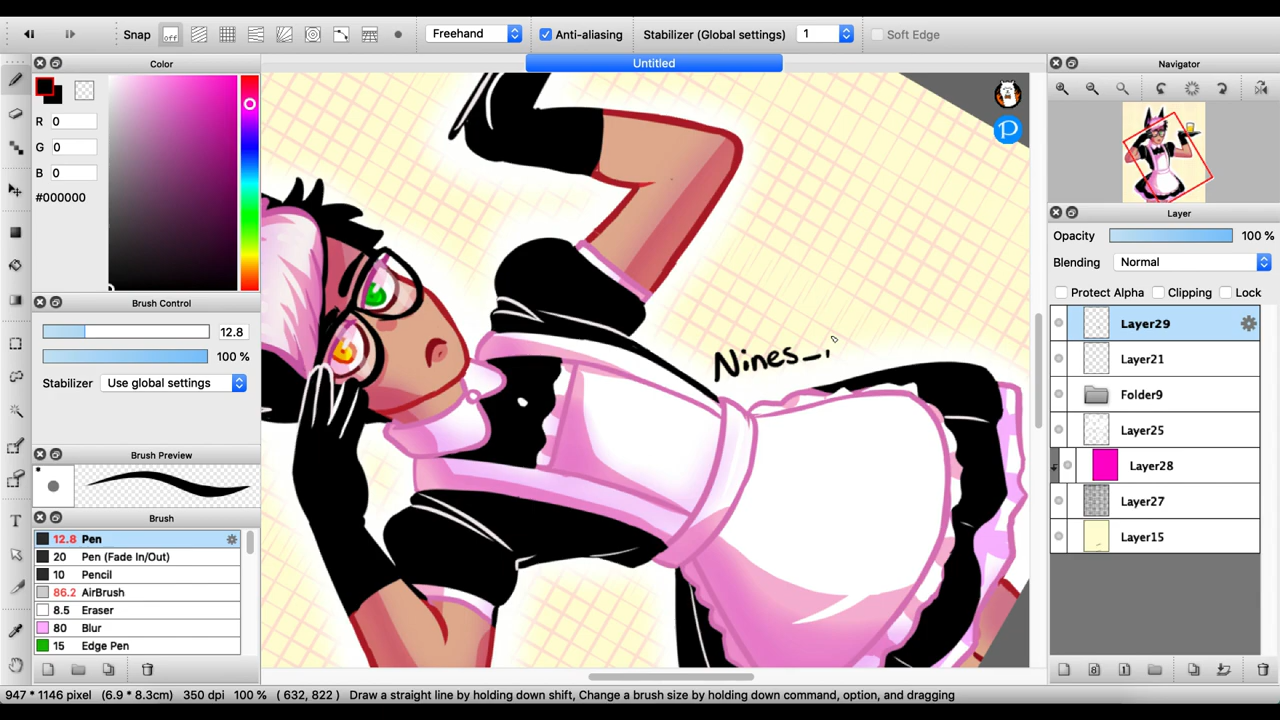 Snap
off
Freehand
Anti-aliasing
Stabilizer (Global settings)
1
Soft Edge
Color
Untitled
Navigator
R 0
G 0
B 0
#000000
P
Layer
Opacity 100 %
Blending Normal
Protect Alpha Clipping Lock
Brush Control
12.8
100 %
Stabilizer Use global settings
Brush Preview
Brush
12.8 Pen
20 Pen (Fade In/Out)
10 Pencil
86.2 AirBrush
8.5 Eraser
80 Blur
15 Edge Pen
Nines_,
Layer29
Layer21
Folder9
Layer25
Layer28
Layer27
Layer15
T
8
1
947 * 1146 pixel (6.9 * 8.3cm) 350 dpi 100 % ( 632, 822 ) Draw a straight line by holding down shift, Change a brush size by holding down command, option, and dragging